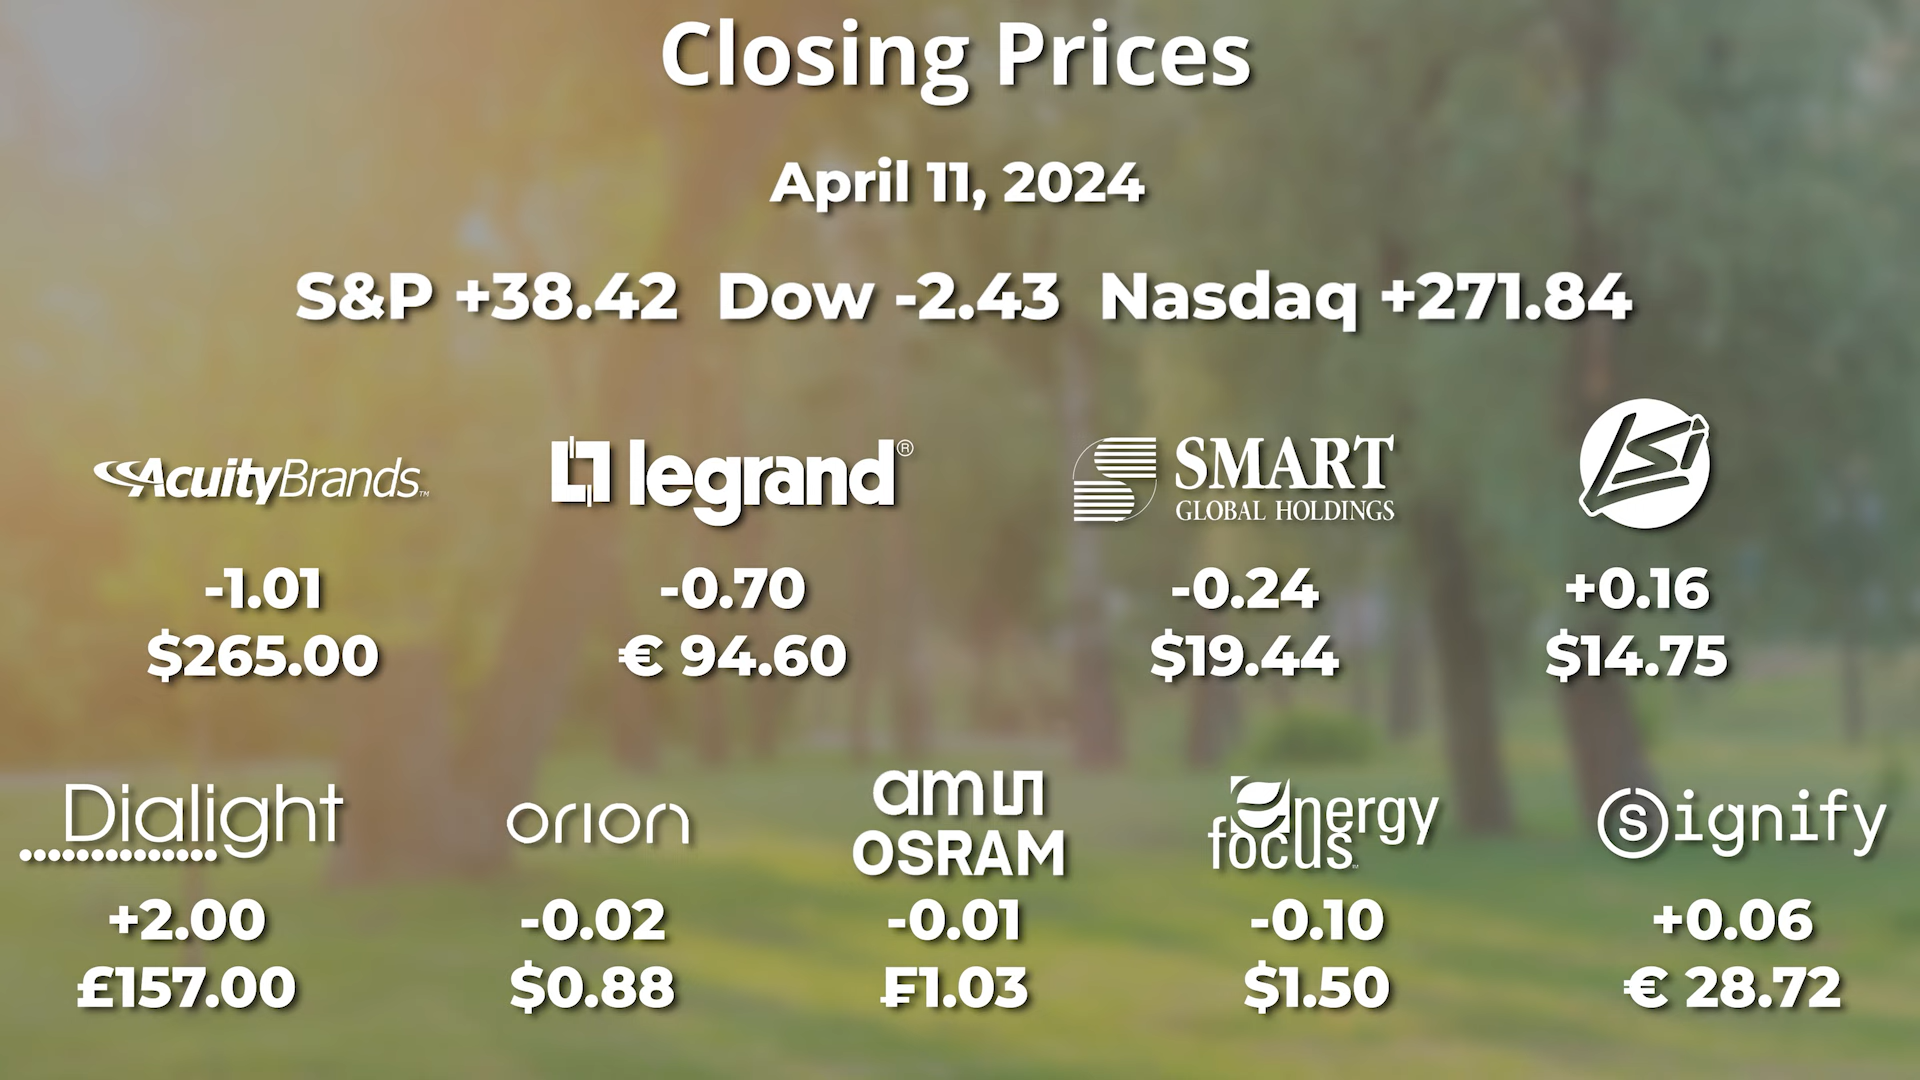 Closing Prices
April 11, 2024
S&P +38.42 Dow -2.43 Nasdaq +271.84
AcuityBrands™
legrand®
SMART
GLOBAL HOLDINGS
LSI
-1.01
-0.70
-0.24
+0.16
$265.00
€ 94.60
$19.44
$14.75
Dialight
orion
amun
OSRAM
energy
focus
signify
+2.00
-0.02
-0.01
-0.10
+0.06
£157.00
$0.88
₣1.03
$1.50
€ 28.72